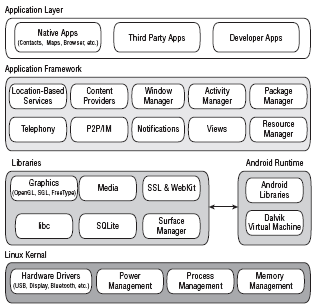 Application Layer
Native Apps
(Contacts, Maps, Browser, etc.)
Third Party Apps
Developer Apps
Application Framework
Location-Based
Services
Content
Providers
Window
Manager
Activity
Manager
Package
Manager
Telephony
P2P/IM
Notifications
Views
Resource
Manager
Libraries
Graphics
(OpenGL, SGL, FreeType)
Media
SSL & WebKit
libc
SQLite
Surface
Manager
Android Runtime
Android
Libraries
Dalvik
Virtual Machine
Linux Kernal
Hardware Drivers
(USB, Display, Bluetooth, etc.)
Power
Management
Process
Management
Memory
Management